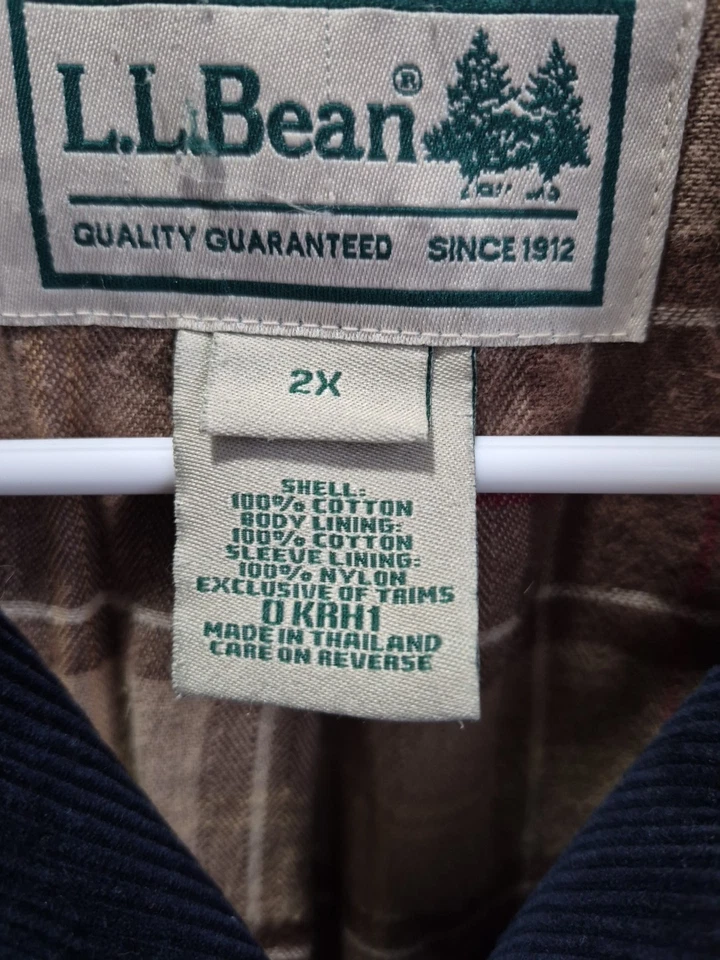 L.L.Bean®
QUALITY GUARANTEED SINCE 1912
2X
SHELL:
100% COTTON
BODY LINING:
100% COTTON
SLEEVE LINING:
100% NYLON
EXCLUSIVE OF TRIMS
0 KRH1
MADE IN THAILAND
CARE ON REVERSE